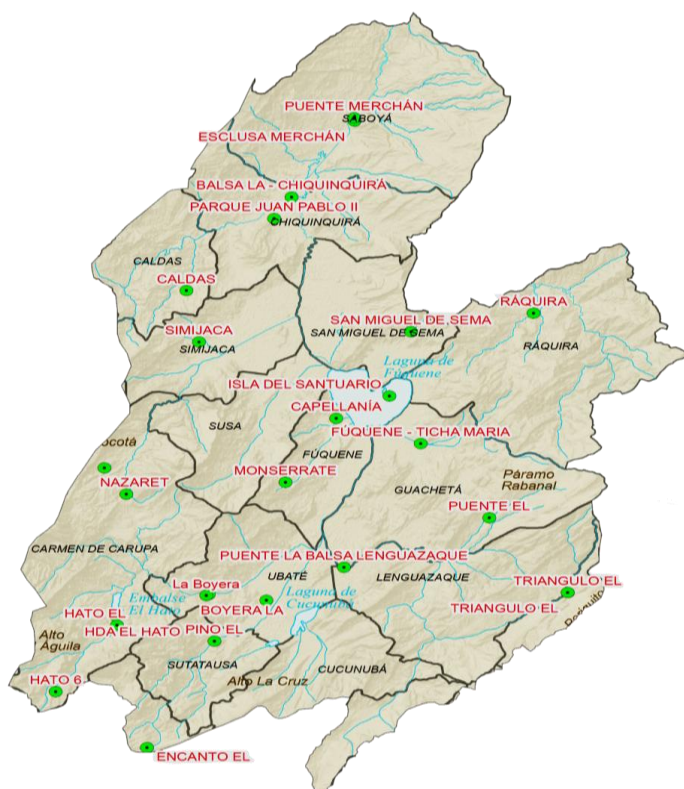 PUENTE MERCHÁN
SABOYÁ
ESCLUSA MERCHÁN
BALSA LA - CHIQUINQUIRÁ
PARQUE JUAN PABLO II
CHIQUINQUIRÁ
CALDAS
CALDAS
RÁQUIRA
SAN MIGUEL DE SEMA
SAN MIGUEL DE SEMA
SIMIJACA
SIMIJACA
RÁQUIRA
Laguna de
Fúquene
ISLA DEL SANTUARIO
CAPELLANÍA
SUSA
FÚQUENE - TICHA MARIA
FÚQUENE
MONSERRATE
Páramo
Rabanal
NAZARET
GUACHETÁ
PUENTE EL
CARMEN DE CARUPA
PUENTE LA BALSA LENGUAZAQUE
UBATÉ
LENGUAZAQUE
La Boyera
Laguna de
Cucunubá
Embalse
El Hato
BOYERA LA
TRIANGULO EL
TRIANGULO EL
HATO EL
HDA EL HATO
PINO EL
Alto
Aguila
SUTATAUSA
CUCUNUBÁ
Alto La Cruz
HATO 6
ENCANTO EL